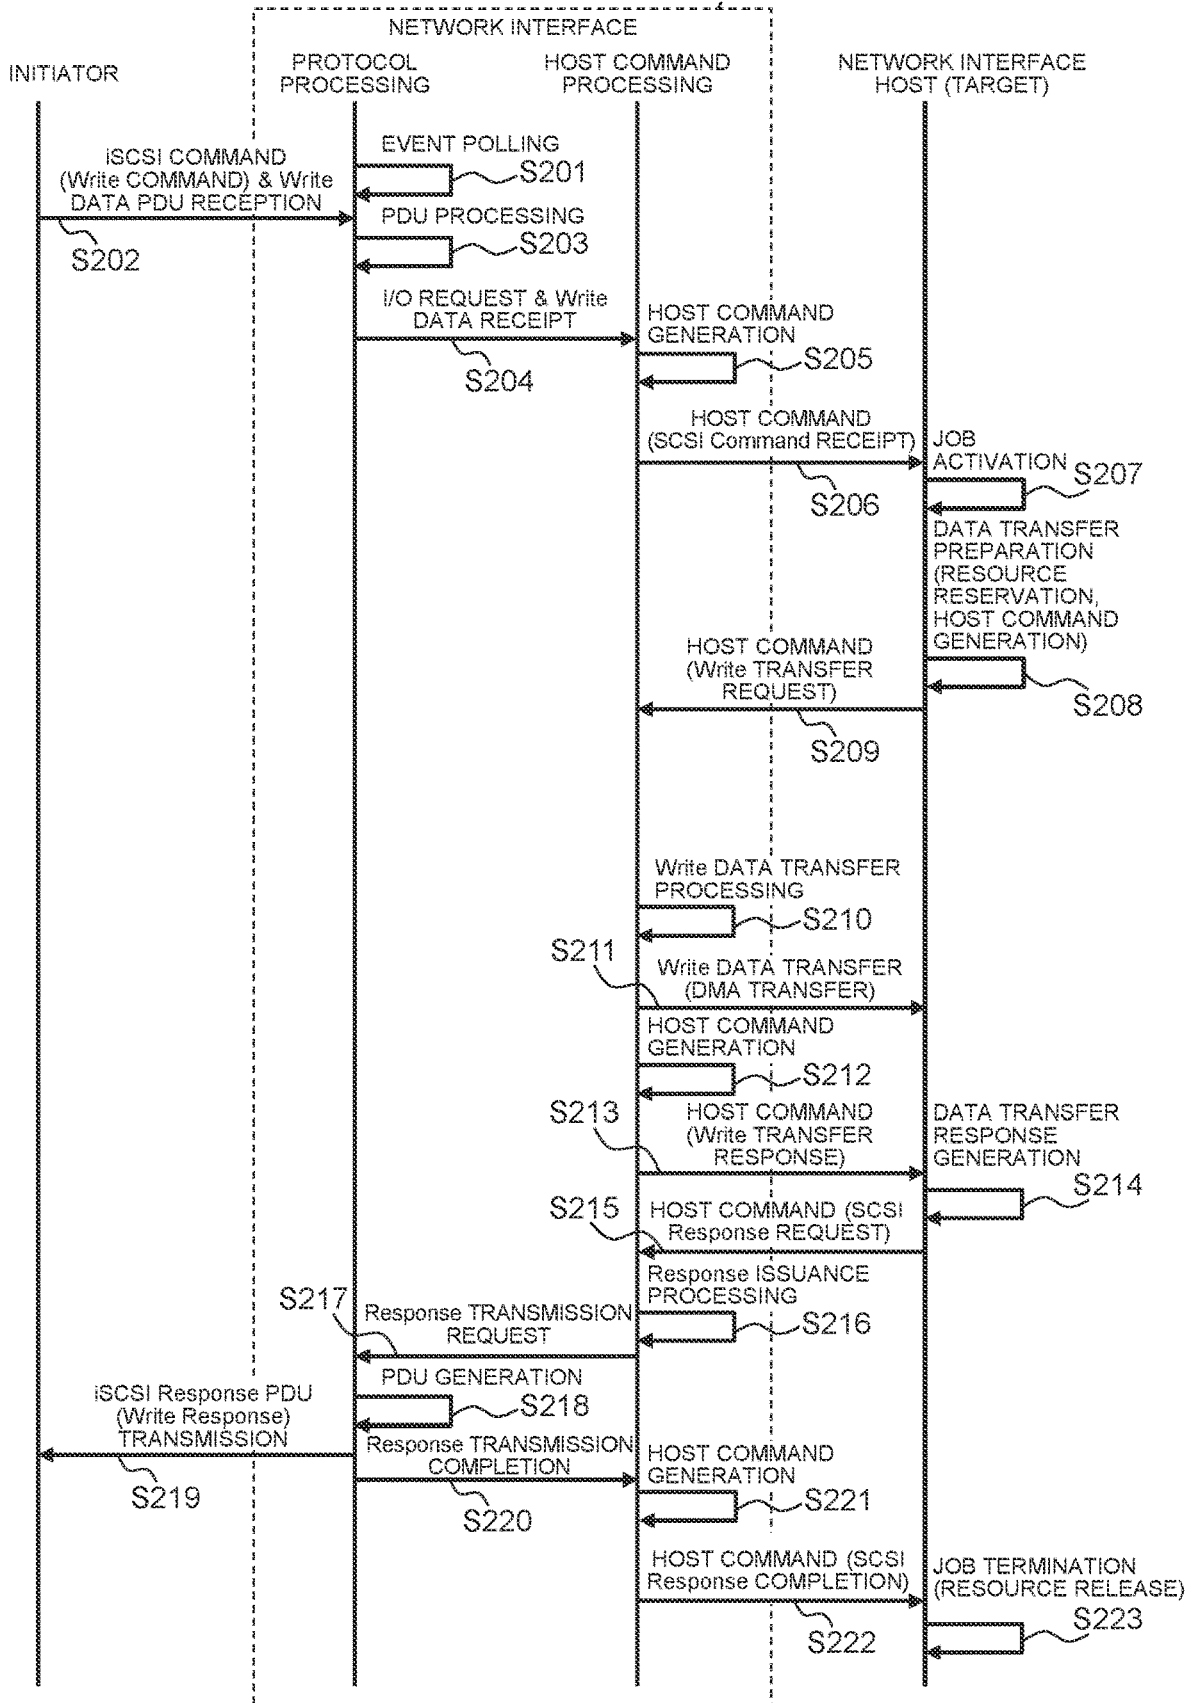 NETWORK INTERFACE
INITIATOR
PROTOCOL
PROCESSING
HOST COMMAND
PROCESSING
NETWORK INTERFACE
HOST (TARGET)
EVENT POLLING
S201
iSCSI COMMAND
(Write COMMAND) & Write
DATA PDU RECEPTION
S202
PDU PROCESSING
S203
I/O REQUEST & Write
DATA RECEIPT
S204
HOST COMMAND
GENERATION
S205
HOST COMMAND
(SCSI Command RECEIPT)
S206
JOB
ACTIVATION
S207
DATA TRANSFER
PREPARATION
(RESOURCE
RESERVATION,
HOST COMMAND
GENERATION)
S208
HOST COMMAND
(Write TRANSFER
REQUEST)
S209
Write DATA TRANSFER
PROCESSING
S210
S211
Write DATA TRANSFER
(DMA TRANSFER)
HOST COMMAND
GENERATION
S212
S213
HOST COMMAND
(Write TRANSFER
RESPONSE)
DATA TRANSFER
RESPONSE
GENERATION
S214
S215
HOST COMMAND (SCSI
Response REQUEST)
Response ISSUANCE
PROCESSING
S216
S217
Response TRANSMISSION
REQUEST
PDU GENERATION
S218
iSCSI Response PDU
(Write Response)
TRANSMISSION
S219
Response TRANSMISSION
COMPLETION
S220
HOST COMMAND
GENERATION
S221
HOST COMMAND (SCSI
Response COMPLETION)
S222
JOB TERMINATION
(RESOURCE RELEASE)
S223